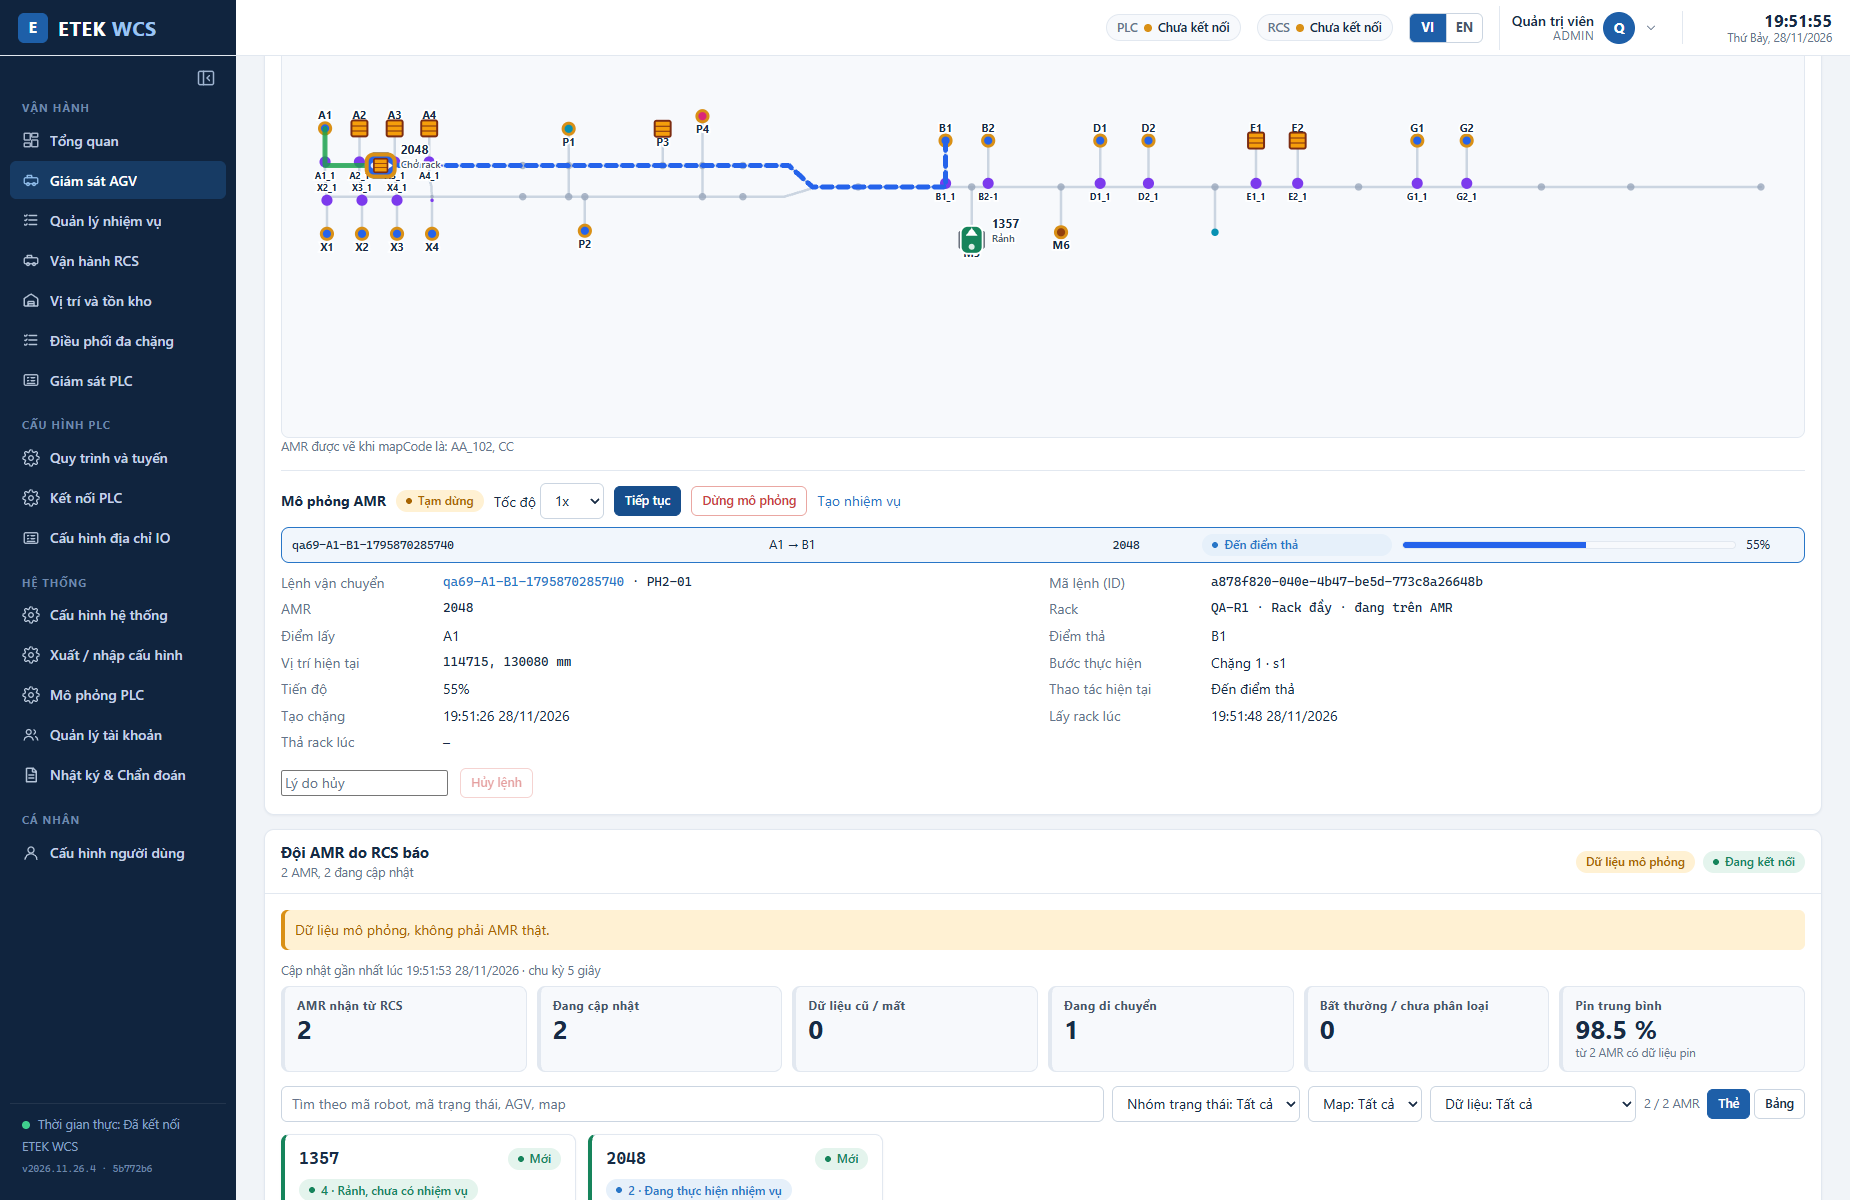 E ETEK WCS
PLC Chưa kết nối
RCS Chưa kết nối
VI EN
Quản trị viên
ADMIN
Q
19:51:55
Thứ Bảy, 28/11/2026
VẬN HÀNH
Tổng quan
Giám sát AGV
Quản lý nhiệm vụ
Vận hành RCS
Vị trí và tồn kho
Điều phối đa chặng
Giám sát PLC
CẤU HÌNH PLC
Quy trình và tuyến
Kết nối PLC
Cấu hình địa chỉ IO
HỆ THỐNG
Cấu hình hệ thống
Xuất / nhập cấu hình
Mô phỏng PLC
Quản lý tài khoản
Nhật ký & Chẩn đoán
CÁ NHÂN
Cấu hình người dùng
Thời gian thực: Đã kết nối
ETEK WCS
v2026.11.26.4 · 5b772b6
A1 A2 A3 A4
P1 P3 P4
B1 B2 D1 D2 E1 E2 G1 G2
2048
Chở rack
A1_1 A4_1
X2_1 X3_1 X4_1
B1_1 B2-1 D1_1 D2_1 E1_1 E2_1 G1_1 G2_1
X1 X2 X3 X4
P2
1357
Rảnh
M6
AMR được vẽ khi mapCode là: AA_102, CC
Mô phỏng AMR
Tạm dừng
Tốc độ 1x
Tiếp tục
Dừng mô phỏng
Tạo nhiệm vụ
qa69-A1-B1-1795870285740 A1 → B1 2048 Đến điểm thả 55%
Lệnh vận chuyển qa69-A1-B1-1795870285740 · PH2-01
Mã lệnh (ID) a878f820-040e-4b47-be5d-773c8a26648b
AMR 2048
Rack QA-R1 · Rack đầy · đang trên AMR
Điểm lấy A1
Điểm thả B1
Vị trí hiện tại 114715, 130080 mm
Bước thực hiện Chặng 1 · s1
Tiến độ 55%
Thao tác hiện tại Đến điểm thả
Tạo chặng 19:51:26 28/11/2026
Lấy rack lúc 19:51:48 28/11/2026
Thả rack lúc –
Lý do hủy
Hủy lệnh
Đội AMR do RCS báo
2 AMR, 2 đang cập nhật
Dữ liệu mô phỏng
Đang kết nối
Dữ liệu mô phỏng, không phải AMR thật.
Cập nhật gần nhất lúc 19:51:53 28/11/2026 · chu kỳ 5 giây
AMR nhận từ RCS
2
Đang cập nhật
2
Dữ liệu cũ / mất
0
Đang di chuyển
1
Bất thường / chưa phân loại
0
Pin trung bình
98.5 %
từ 2 AMR có dữ liệu pin
Tìm theo mã robot, mã trạng thái, AGV, map
Nhóm trạng thái: Tất cả
Map: Tất cả
Dữ liệu: Tất cả
2 / 2 AMR
Thẻ
Bảng
1357 Mới
4 · Rảnh, chưa có nhiệm vụ
2048 Mới
2 · Đang thực hiện nhiệm vụ